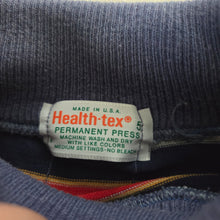 MADE IN U.S.A.
Health-tex®
PERMANENT PRESS
MACHINE WASH AND DRY
WITH LIKE COLORS
MEDIUM SETTINGS-NO BLEACH